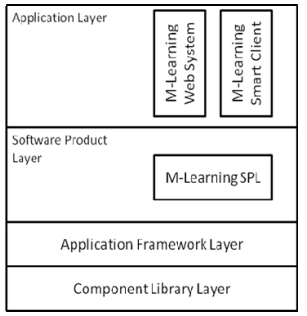 Application Layer
M-Learning
Web System
M-Learning
Smart Client
Software Product
Layer
M-Learning SPL
Application Framework Layer
Component Library Layer